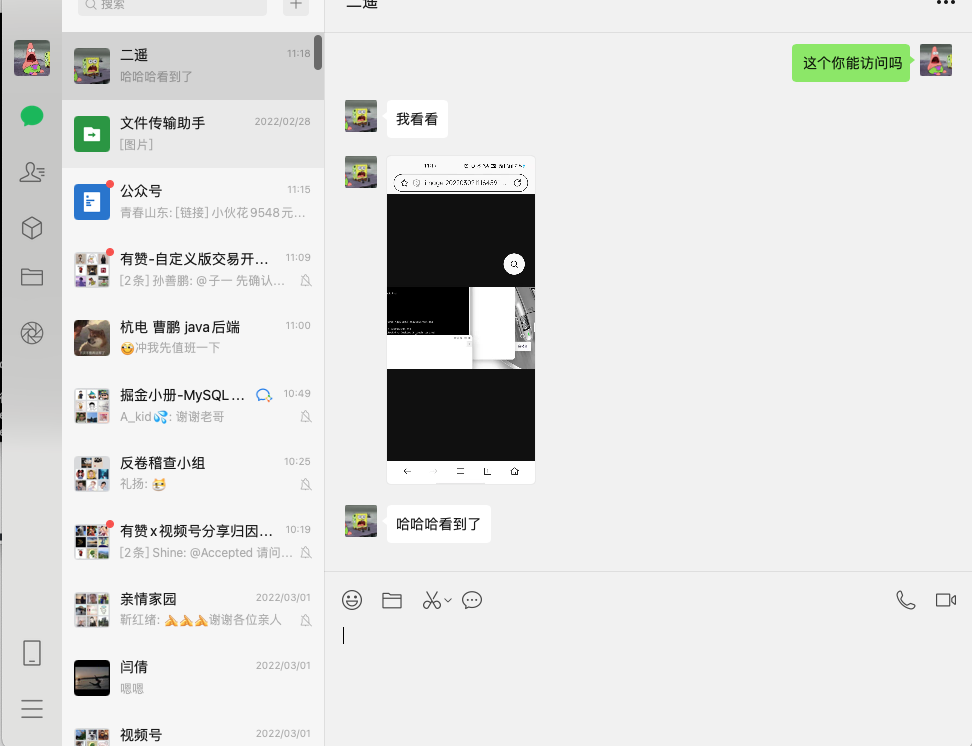 搜索
二遥
11:18
哈哈哈看到了
文件传输助手
2022/02/28
[图片]
公众号
11:15
青春山东: [链接] 小伙花9548元...
有赞-自定义版交易开...
11:09
[2条] 孙善鹏: @子一 先确认...
杭电 曹鹏 java后端
11:00
冲我先值班一下
掘金小册-MySQL...
10:49
A_kid💦: 谢谢老哥
反卷稽查小组
10:25
礼扬: 😹
有赞x视频号分享归因...
10:19
[2条] Shine: @Accepted 请问...
亲情家园
2022/03/01
靳红绪: 🍌🍌🍌谢谢各位亲人
闫倩
2022/03/01
嗯嗯
视频号
2022/03/01
二遥
这个你能访问吗
我看看
哈哈哈看到了